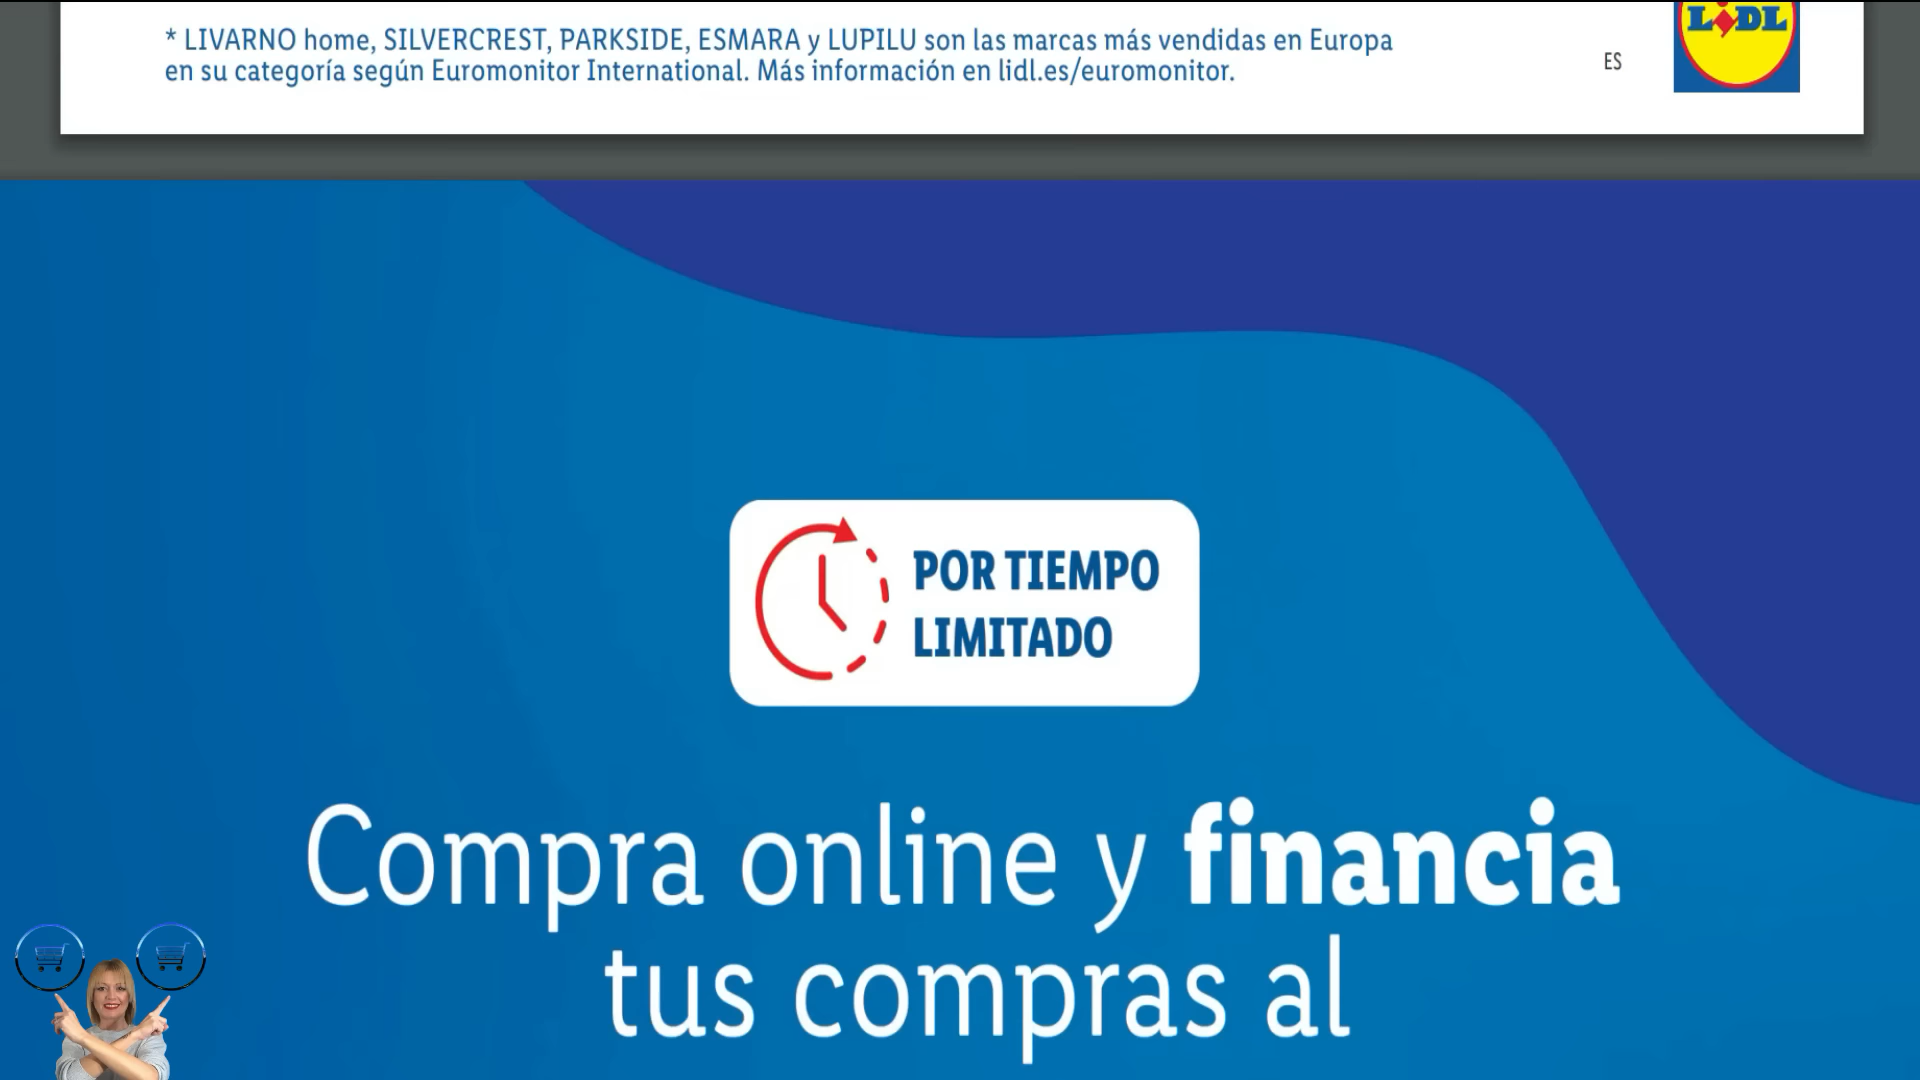 LIDL
* LIVARNO home, SILVERCREST, PARKSIDE, ESMARA y LUPILU son las marcas más vendidas en Europa
en su categoría según Euromonitor International. Más información en lidl.es/euromonitor.
ES
POR TIEMPO
LIMITADO
Compra online y financia
tus compras al